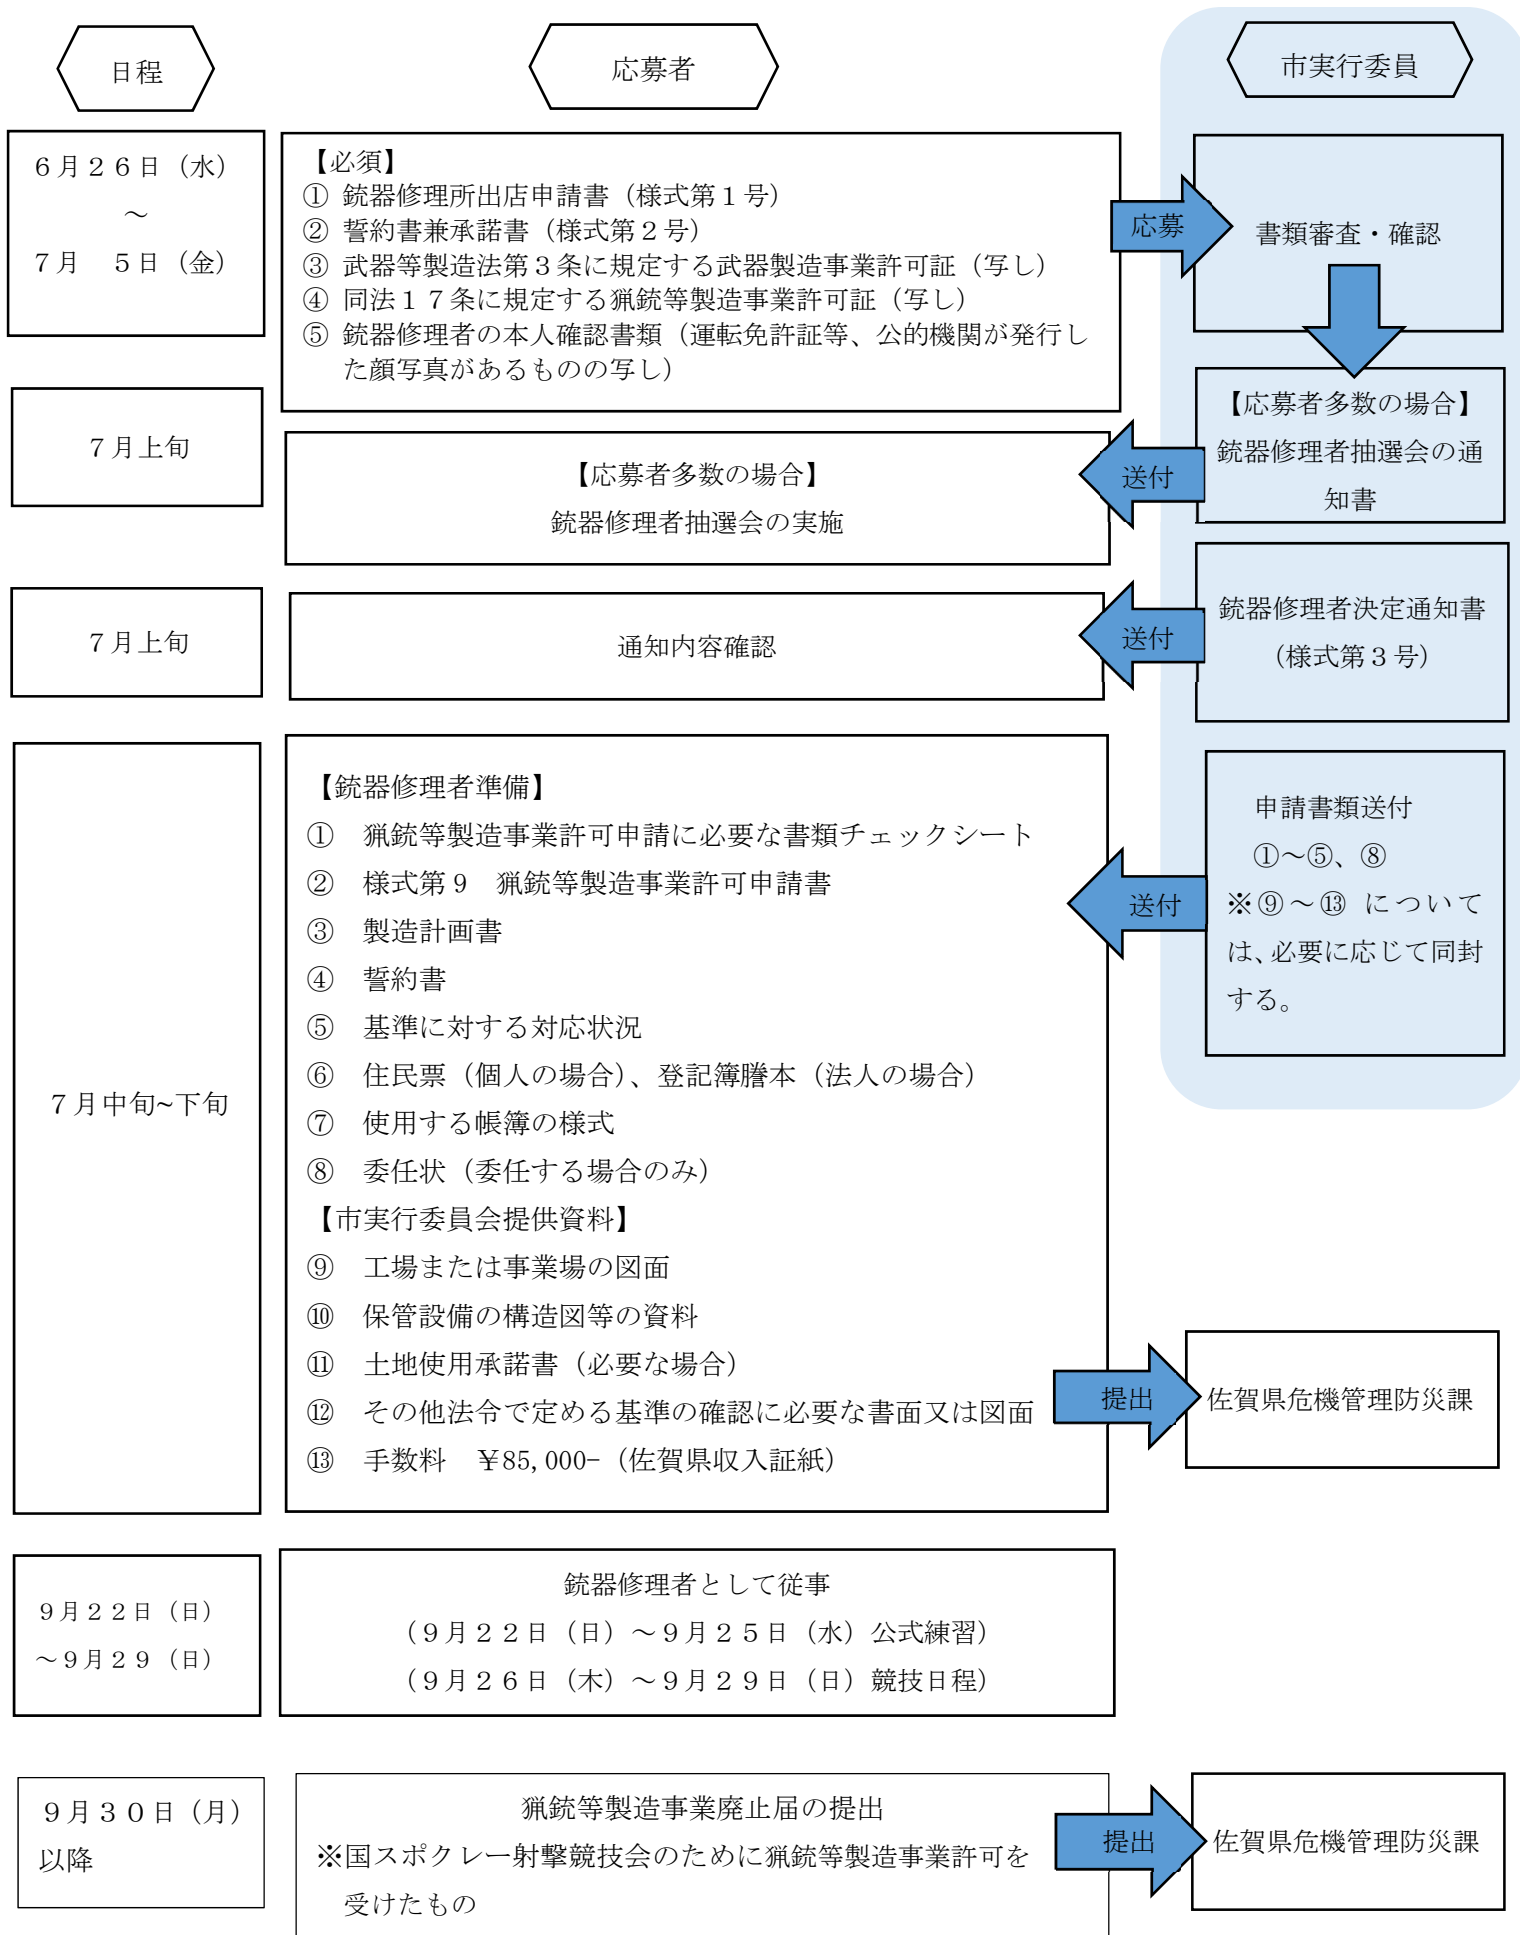 日程
応募者
市実行委員
６月２６日（水）
～
７月　５日（金）
【必須】
① 銃器修理所出店申請書（様式第１号）
② 誓約書兼承諾書（様式第２号）
③ 武器等製造法第３条に規定する武器製造事業許可証（写し）
④ 同法１７条に規定する猟銃等製造事業許可証（写し）
⑤ 銃器修理者の本人確認書類（運転免許証等、公的機関が発行し
た顔写真があるものの写し）
応募
書類審査・確認
７月上旬
【応募者多数の場合】
銃器修理者抽選会の実施
送付
【応募者多数の場合】
銃器修理者抽選会の通
知書
７月上旬
通知内容確認
送付
銃器修理者決定通知書
（様式第３号）
７月中旬~下旬
【銃器修理者準備】
①　猟銃等製造事業許可申請に必要な書類チェックシート
②　様式第９　猟銃等製造事業許可申請書
③　製造計画書
④　誓約書
⑤　基準に対する対応状況
⑥　住民票（個人の場合）、登記簿謄本（法人の場合）
⑦　使用する帳簿の様式
⑧　委任状（委任する場合のみ）
【市実行委員会提供資料】
⑨　工場または事業場の図面
⑩　保管設備の構造図等の資料
⑪　土地使用承諾書（必要な場合）
⑫　その他法令で定める基準の確認に必要な書面又は図面
⑬　手数料　￥85,000-（佐賀県収入証紙）
送付
申請書類送付
①～⑤、⑧
※⑨～⑬ について
は、必要に応じて同封
する。
提出
佐賀県危機管理防災課
９月２２日（日）
～９月２９（日）
銃器修理者として従事
（９月２２日（日）～９月２５日（水）公式練習）
（９月２６日（木）～９月２９日（日）競技日程）
９月３０日（月）
以降
猟銃等製造事業廃止届の提出
※国スポクレー射撃競技会のために猟銃等製造事業許可を
受けたもの
提出
佐賀県危機管理防災課